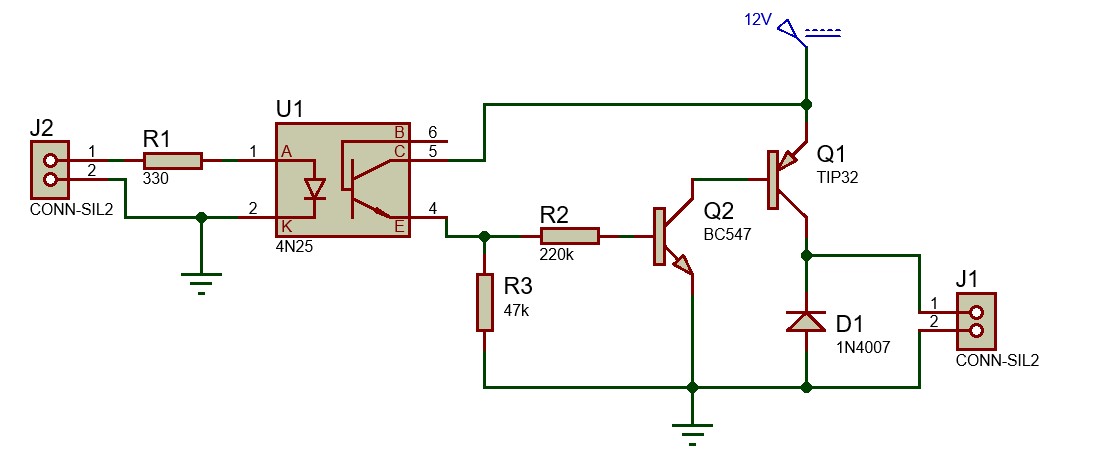 12V
J2
1
2
CONN-SIL2
R1
330
1
2
U1
A
K
B
C
E
6
5
4
4N25
R2
220k
R3
47k
Q2
BC547
Q1
TIP32
D1
1N4007
J1
1
2
CONN-SIL2